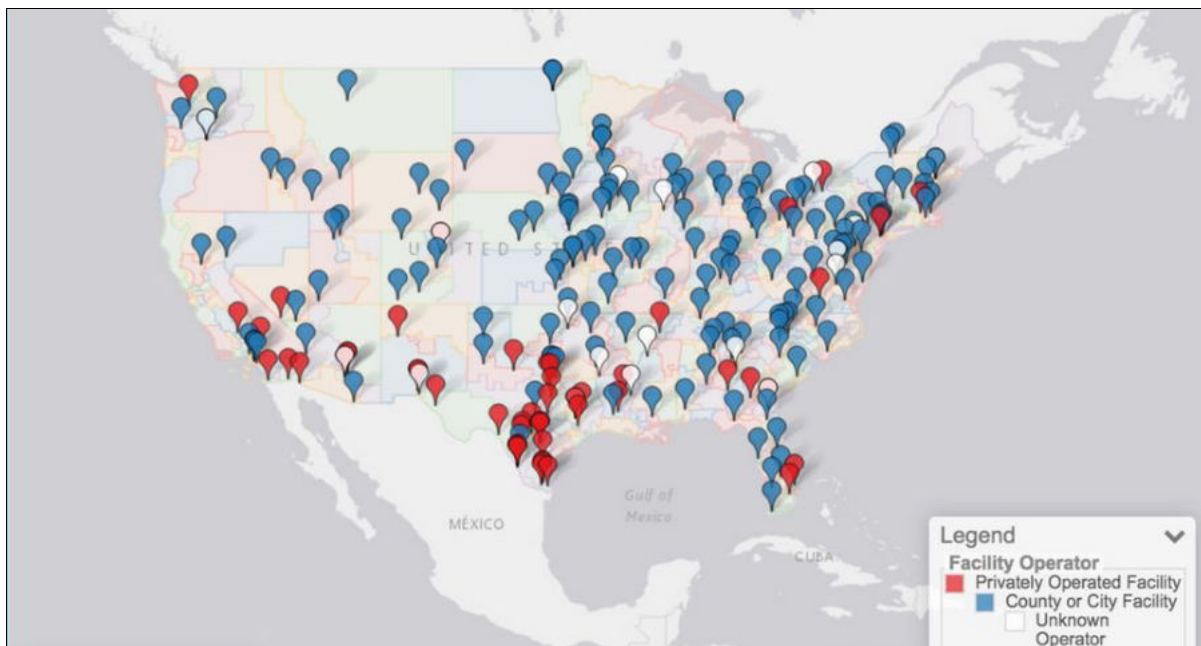 UNITED STATES
Gulf of
Mexico
MÉXICO
CUBA
Legend
Facility Operator
Privately Operated Facility
County or City Facility
Unknown
Operator